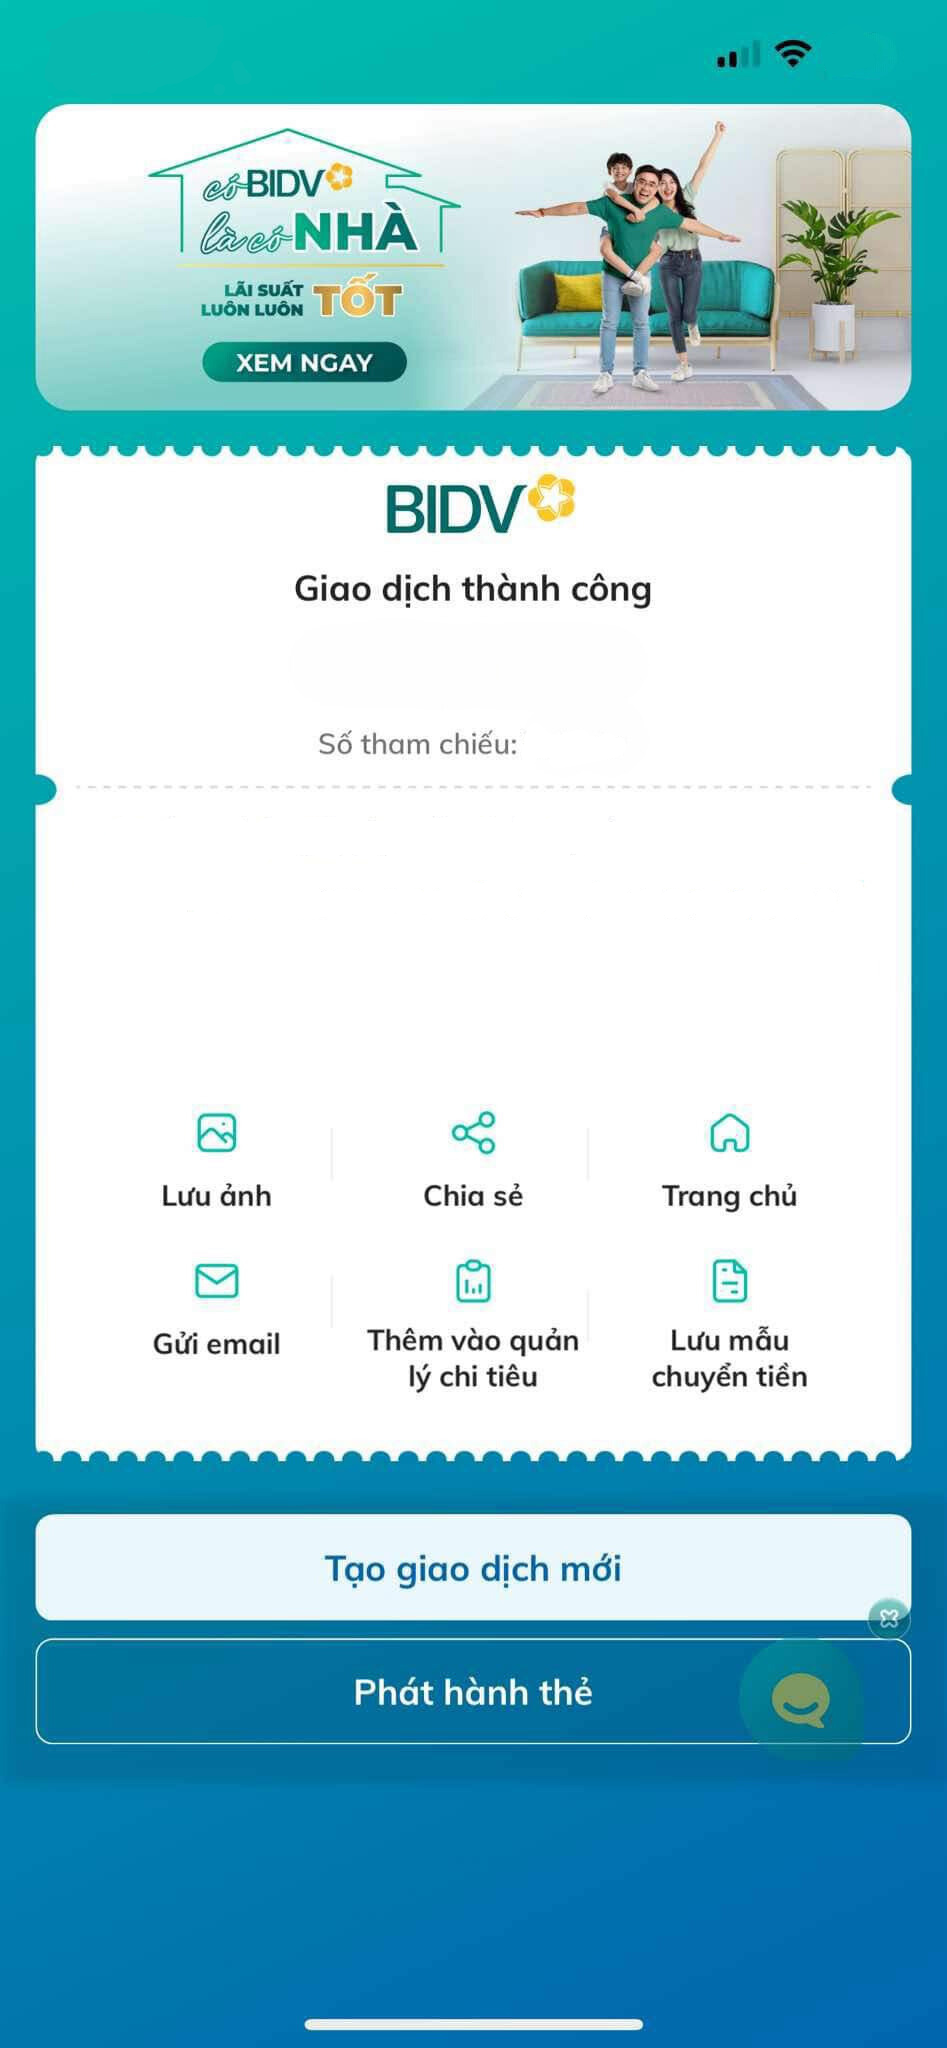 có BIDV
là có NHÀ
LÃI SUẤT
LUÔN LUÔN TỐT
XEM NGAY
BIDV
Giao dịch thành công
Số tham chiếu:
Lưu ảnh
Chia sẻ
Trang chủ
Gửi email
Thêm vào quản
lý chi tiêu
Lưu mẫu
chuyển tiền
Tạo giao dịch mới
Phát hành thẻ